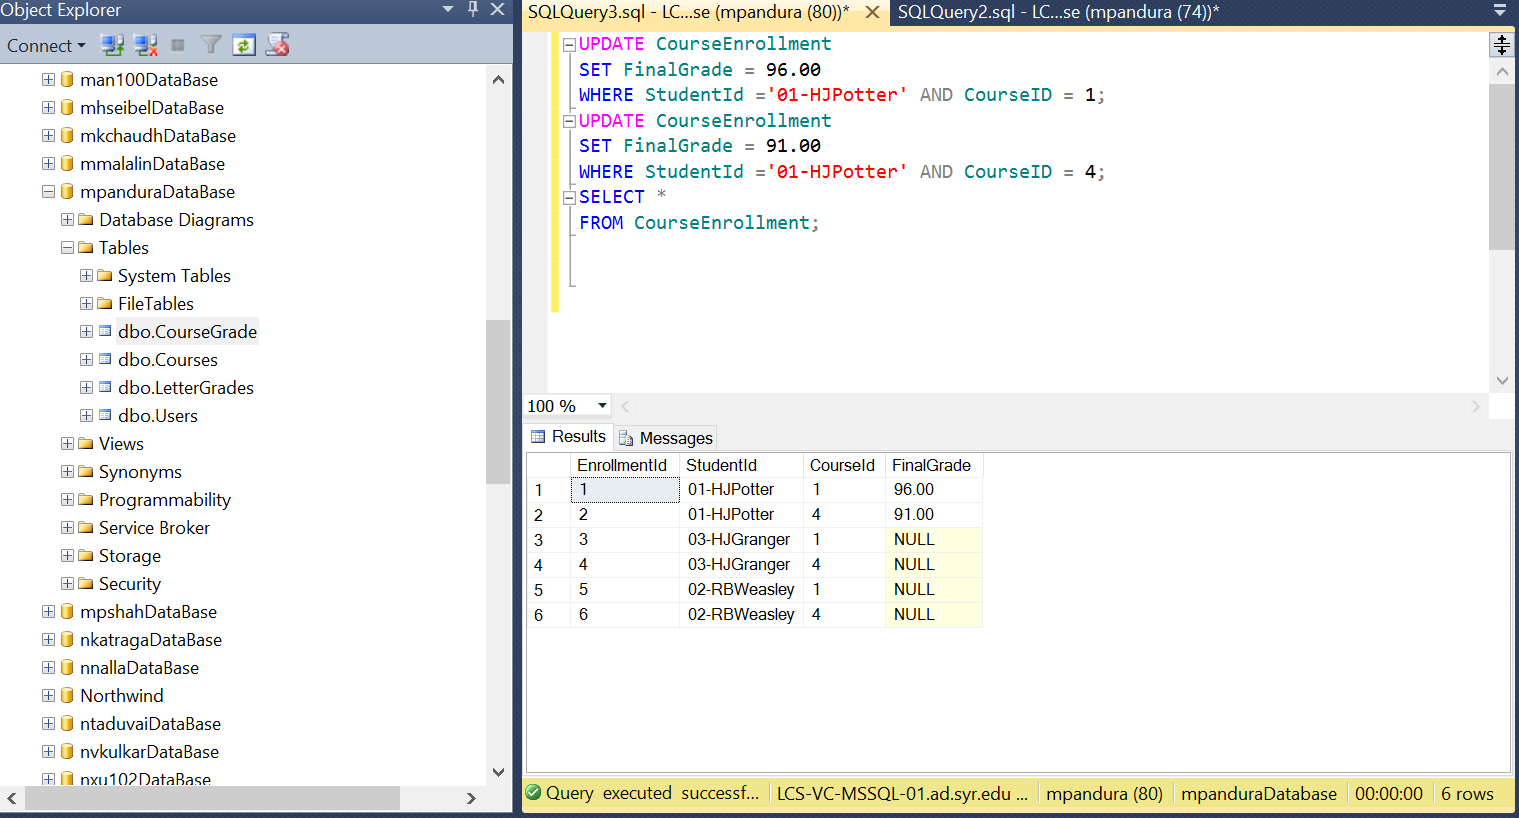 Object Explorer
Connect
man100DataBase
mhseibelDataBase
mkchaudhDataBase
mmalalinDataBase
mpanduraDataBase
Database Diagrams
Tables
System Tables
FileTables
dbo.CourseGrade
dbo.Courses
dbo.LetterGrades
dbo.Users
Views
Synonyms
Programmability
Service Broker
Storage
Security
mpshahDataBase
nkatragaDataBase
nnallaDataBase
Northwind
ntaduvaiDataBase
nvkulkarDataBase
nxu102DataBase
SQLQuery3.sql - LC...se (mpandura (80))* SQLQuery2.sql - LC...se (mpandura (74))*
UPDATE CourseEnrollment
SET FinalGrade = 96.00
WHERE StudentId ='01-HJPotter' AND CourseID = 1;
UPDATE CourseEnrollment
SET FinalGrade = 91.00
WHERE StudentId ='01-HJPotter' AND CourseID = 4;
SELECT *
FROM CourseEnrollment;
100 %
Results Messages
EnrollmentId StudentId CourseId FinalGrade
1 1 01-HJPotter 1 96.00
2 2 01-HJPotter 4 91.00
3 3 03-HJGranger 1 NULL
4 4 03-HJGranger 4 NULL
5 5 02-RBWeasley 1 NULL
6 6 02-RBWeasley 4 NULL
Query executed successf... LCS-VC-MSSQL-01.ad.syr.edu ... mpandura (80) mpanduraDatabase 00:00:00 6 rows